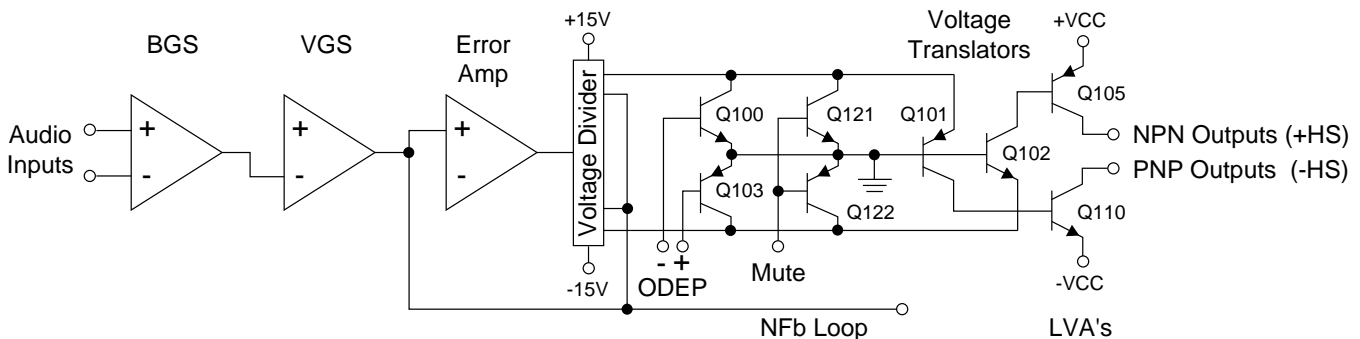 BGS
VGS
Error
Amp
+15V
Voltage
Translators
+VCC
Audio
Inputs
+
-
+
-
+
-
Voltage Divider
Q100
Q121
Q101
Q105
Q102
NPN Outputs (+HS)
PNP Outputs (-HS)
Q103
Q122
Q110
-15V
- +
ODEP
Mute
-VCC
NFb Loop
LVA's